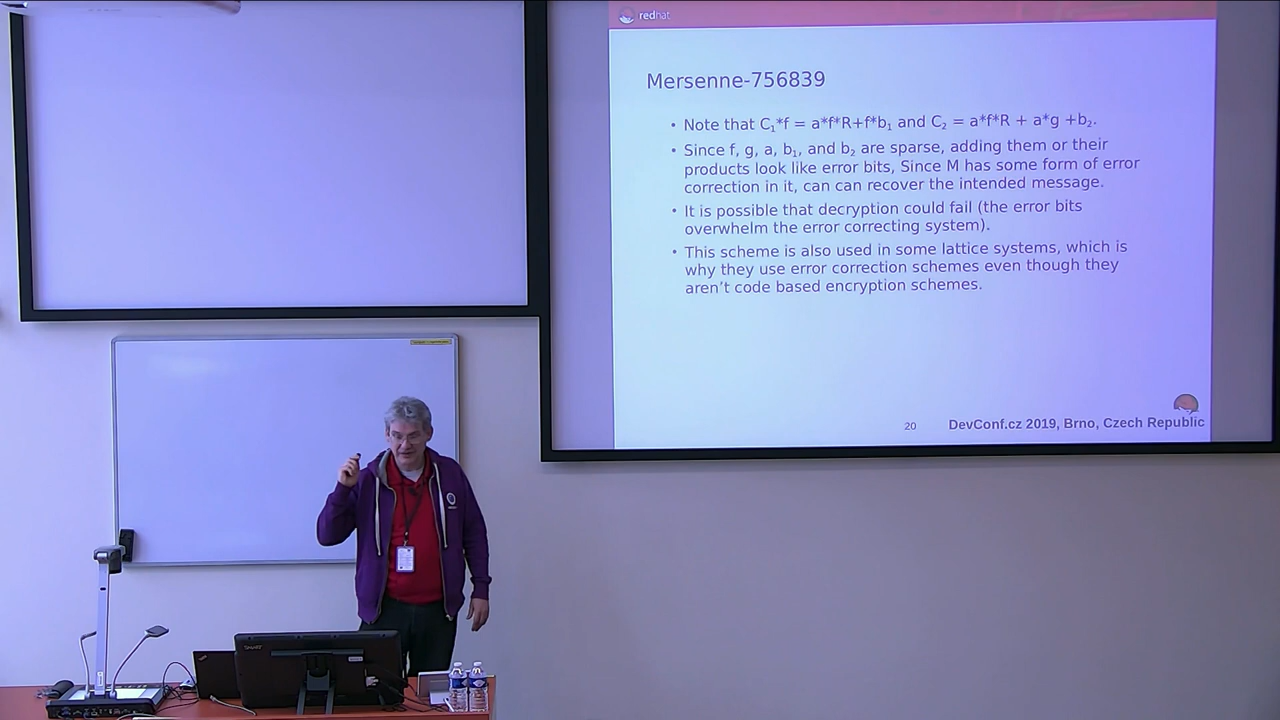 redhat
Mersenne-756839
• Note that C₁*f = a*f*R+f*b₁ and C₂ = a*f*R + a*g +b₂.
• Since f, g, a, b₁, and b₂ are sparse, adding them or their
products look like error bits, Since M has some form of error
correction in it, can can recover the intended message.
• It is possible that decryption could fail (the error bits
overwhelm the error correcting system).
• This scheme is also used in some lattice systems, which is
why they use error correction schemes even though they
aren’t code based encryption schemes.
20 DevConf.cz 2019, Brno, Czech Republic